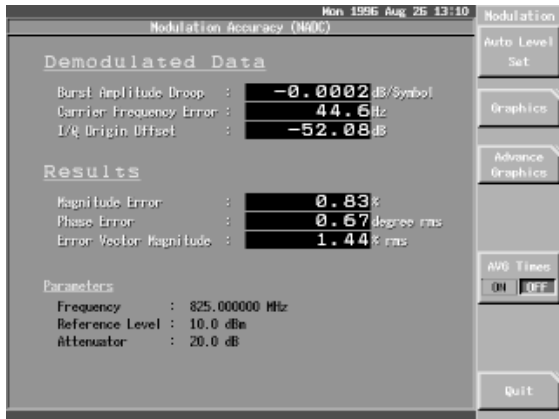 Mon 1996 Aug 26 13:10
Modulation Accuracy (NADC)
Demodulated Data
Burst Amplitude Droop : -0.0002 dB/Symbol
Carrier Frequency Error : 44.6 Hz
I/Q Origin Offset : -52.08 dB
Results
Magnitude Error : 0.83 %
Phase Error : 0.67 degree rms
Error Vector Magnitude : 1.44 % rms
Parameters
Frequency : 825.000000 MHz
Reference Level : 10.0 dBm
Attenuator : 20.0 dB
Modulation
Auto Level
Set
Graphics
Advance
Graphics
AVG Times
ON OFF
Quit